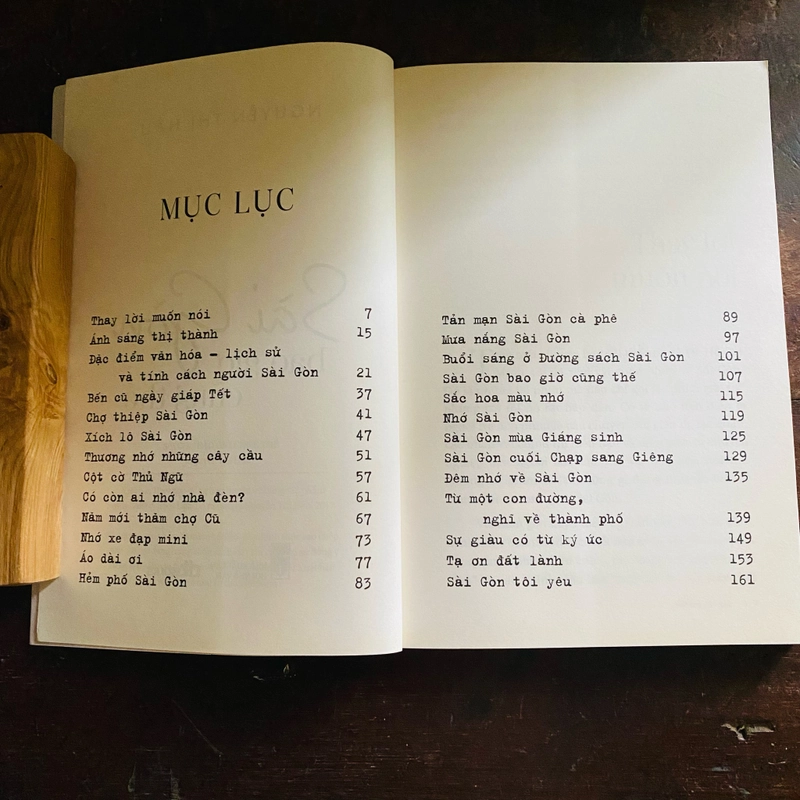 MỤC LỤC
Thay lời muốn nói 7
Ánh sáng thị thành 15
Đặc điểm văn hóa – lịch sử
và tính cách người Sài Gòn 21
Bến cũ ngày giáp Tết 37
Chợ thiệp Sài Gòn 41
Xích lô Sài Gòn 47
Thương nhớ những cây cầu 51
Cột cờ Thủ Ngữ 57
Có còn ai nhớ nhà đèn? 61
Năm mới thăm chợ Cũ 67
Nhớ xe đạp mini 73
Áo dài ơi 77
Hẻm phố Sài Gòn 83
Tản mạn Sài Gòn cà phê 89
Mưa nắng Sài Gòn 97
Buổi sáng ở Đường sách Sài Gòn 101
Sài Gòn bao giờ cũng thế 107
Sắc hoa màu nhớ 115
Nhớ Sài Gòn 119
Sài Gòn mùa Giáng sinh 125
Sài Gòn cuối Chạp sang Giêng 129
Đêm nhớ về Sài Gòn 135
Từ một con đường,
nghĩ về thành phố 139
Sự giàu có từ ký ức 149
Tạ ơn đất lành 153
Sài Gòn tôi yêu 161